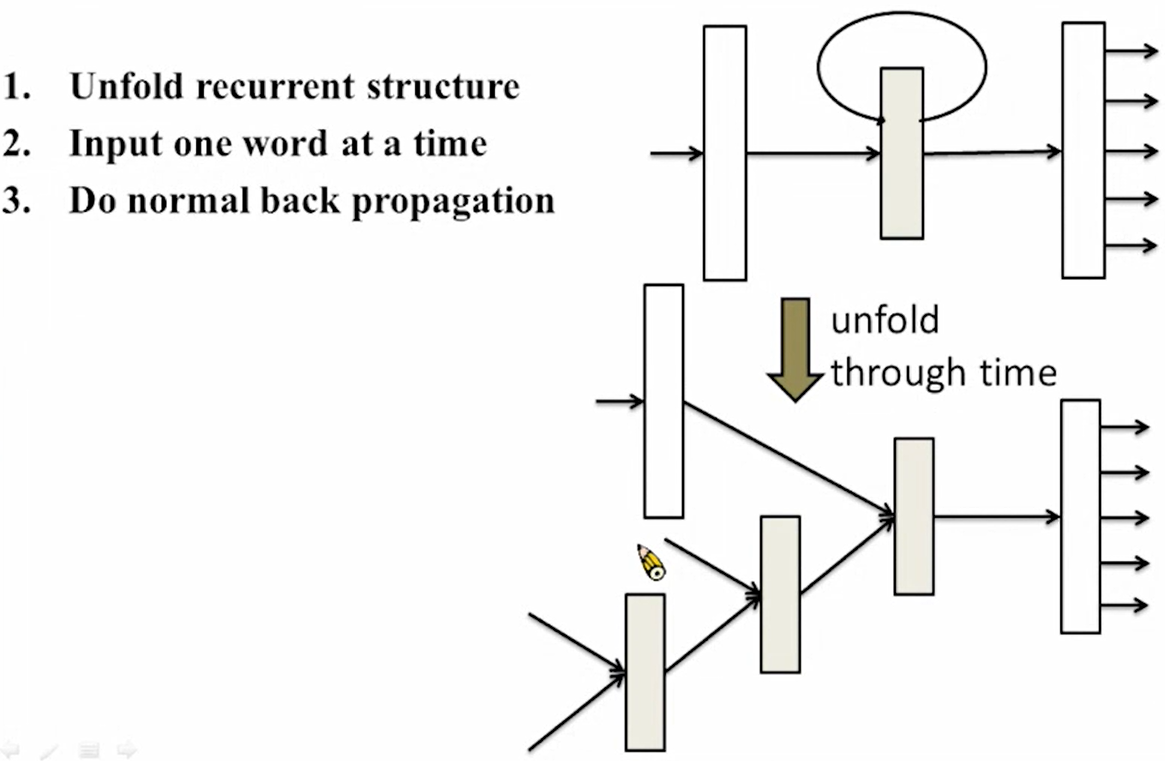 1. Unfold recurrent structure
2. Input one word at a time
3. Do normal back propagation
unfold
through time